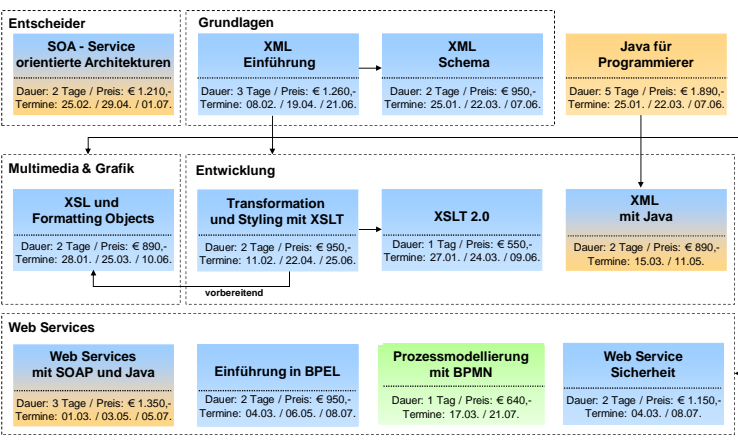 Entscheider
SOA - Service
orientierte Architekturen
Dauer: 2 Tage / Preis: € 1.210,-
Termine: 25.02. / 29.04. / 01.07.
Grundlagen
XML
Einführung
Dauer: 3 Tage / Preis: € 1.260,-
Termine: 08.02. / 19.04. / 21.06.
XML
Schema
Dauer: 2 Tage / Preis: € 950,-
Termine: 25.01. / 22.03. / 07.06.
Java für
Programmierer
Dauer: 5 Tage / Preis: € 1.890,-
Termine: 25.01. / 22.03. / 07.06.
Multimedia & Grafik
XSL und
Formatting Objects
Dauer: 2 Tage / Preis: € 890,-
Termine: 28.01. / 25.03. / 10.06.
Entwicklung
Transformation
und Styling mit XSLT
Dauer: 2 Tage / Preis: € 950,-
Termine: 11.02. / 22.04. / 25.06.
XSLT 2.0
Dauer: 1 Tag / Preis: € 550,-
Termine: 27.01. / 24.03. / 09.06.
XML
mit Java
Dauer: 2 Tage / Preis: € 890,-
Termine: 15.03. / 11.05.
vorbereitend
Web Services
Web Services
mit SOAP und Java
Dauer: 3 Tage / Preis: € 1.350,-
Termine: 01.03. / 03.05. / 05.07.
Einführung in BPEL
Dauer: 2 Tage / Preis: € 950,-
Termine: 04.03. / 06.05. / 08.07.
Prozessmodellierung
mit BPMN
Dauer: 1 Tag / Preis: € 640,-
Termine: 17.03. / 21.07.
Web Service
Sicherheit
Dauer: 2 Tage / Preis: € 1.150,-
Termine: 04.03. / 08.07.